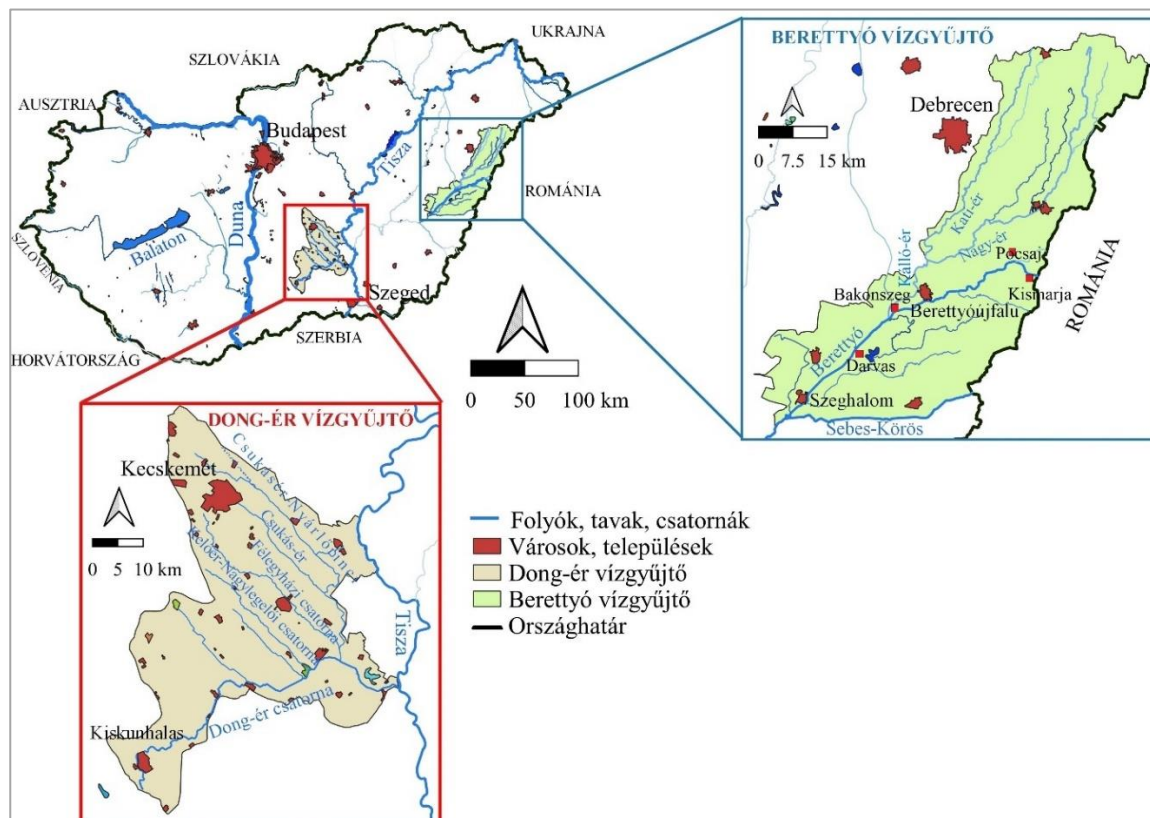 UKRAJNA
SZLOVÁKIA
AUSZTRIA
Budapest
Tisza
ROMÁNIA
Duna
Balaton
SZLOVÉNIA
Szeged
SZERBIA
HORVÁTORSZÁG
0 50 100 km
BERETTYÓ VÍZGYŰJTŐ
Debrecen
0 7.5 15 km
Kati-ér
Nagy-ér
Kálló-ér
Pocsaj
Kismarja
Bakonszeg
Berettyóújfalu
Berettyó
Darvas
Szeghalom
Sebes-Körös
ROMÁNIA
DONG-ÉR VÍZGYŰJTŐ
Kecskemét
Csukás-ér
Félegyházi csatorna
0 5 10 km
Tisza
Dong-ér csatorna
Kiskunhalas
Folyók, tavak, csatornák
Városok, települések
Dong-ér vízgyűjtő
Berettyó vízgyűjtő
Országhatár